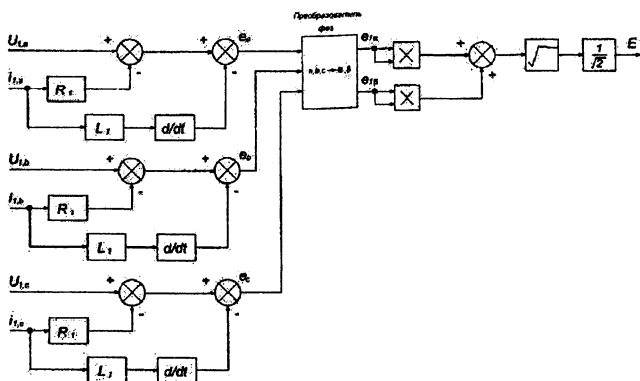 Преобразователь
фаз
a,b,c→α,β
U1,a
i1,a
R1
L1
d/dt
+
-
+
-
ea
U1,b
i1,b
R1
L1
d/dt
+
-
+
-
eb
U1,c
i1,c
R1
L1
d/dt
+
-
+
-
ec
e1α
e1β
+
+
√
1
√2
E